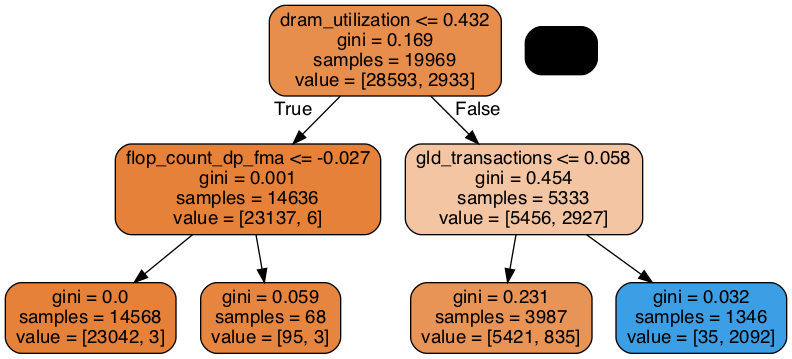 dram_utilization <= 0.432
gini = 0.169
samples = 19969
value = [28593, 2933]
True
False
flop_count_dp_fma <= -0.027
gini = 0.001
samples = 14636
value = [23137, 6]
gld_transactions <= 0.058
gini = 0.454
samples = 5333
value = [5456, 2927]
gini = 0.0
samples = 14568
value = [23042, 3]
gini = 0.059
samples = 68
value = [95, 3]
gini = 0.231
samples = 3987
value = [5421, 835]
gini = 0.032
samples = 1346
value = [35, 2092]